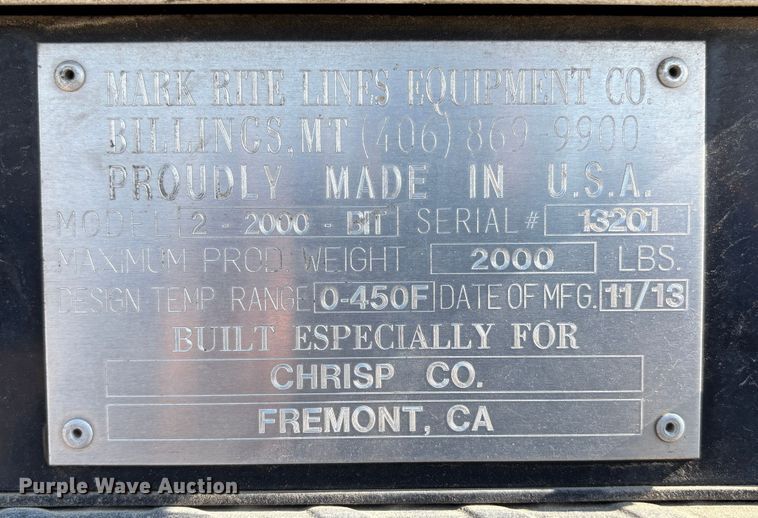 MARK RITE LINES EQUIPMENT CO.
BILLINGS, MT (406) 869-9900
PROUDLY MADE IN U.S.A.
MODEL 2 - 2000 - BIT SERIAL # 13201
MAXIMUM PROD. WEIGHT 2000 LBS.
DESIGN TEMP RANGE 0-450F DATE OF MFG. 11/13
BUILT ESPECIALLY FOR
CHRISP CO.
FREMONT, CA
Purple Wave Auction